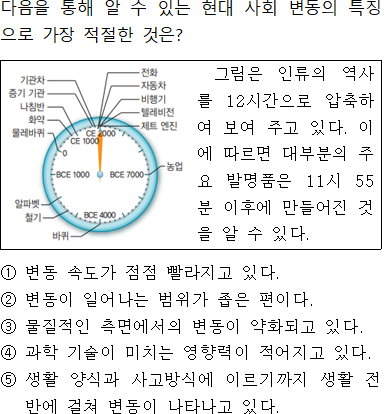 다음을 통해 알 수 있는 현대 사회 변동의 특징
으로 가장 적절한 것은?
기관차
증기 기관
나침반
화약
물레바퀴
전화
자동차
비행기
텔레비전
제트 엔진
CE 2000
CE 1000
0
BCE 1000
BCE 7000
농업
알파벳
철기
BCE 4000
바퀴
그림은 인류의 역사
를 12시간으로 압축하
여 보여 주고 있다. 이
에 따르면 대부분의 주
요 발명품은 11시 55
분 이후에 만들어진 것
을 알 수 있다.
① 변동 속도가 점점 빨라지고 있다.
② 변동이 일어나는 범위가 좁은 편이다.
③ 물질적인 측면에서의 변동이 약화되고 있다.
④ 과학 기술이 미치는 영향력이 적어지고 있다.
⑤ 생활 양식과 사고방식에 이르기까지 생활 전
반에 걸쳐 변동이 나타나고 있다.